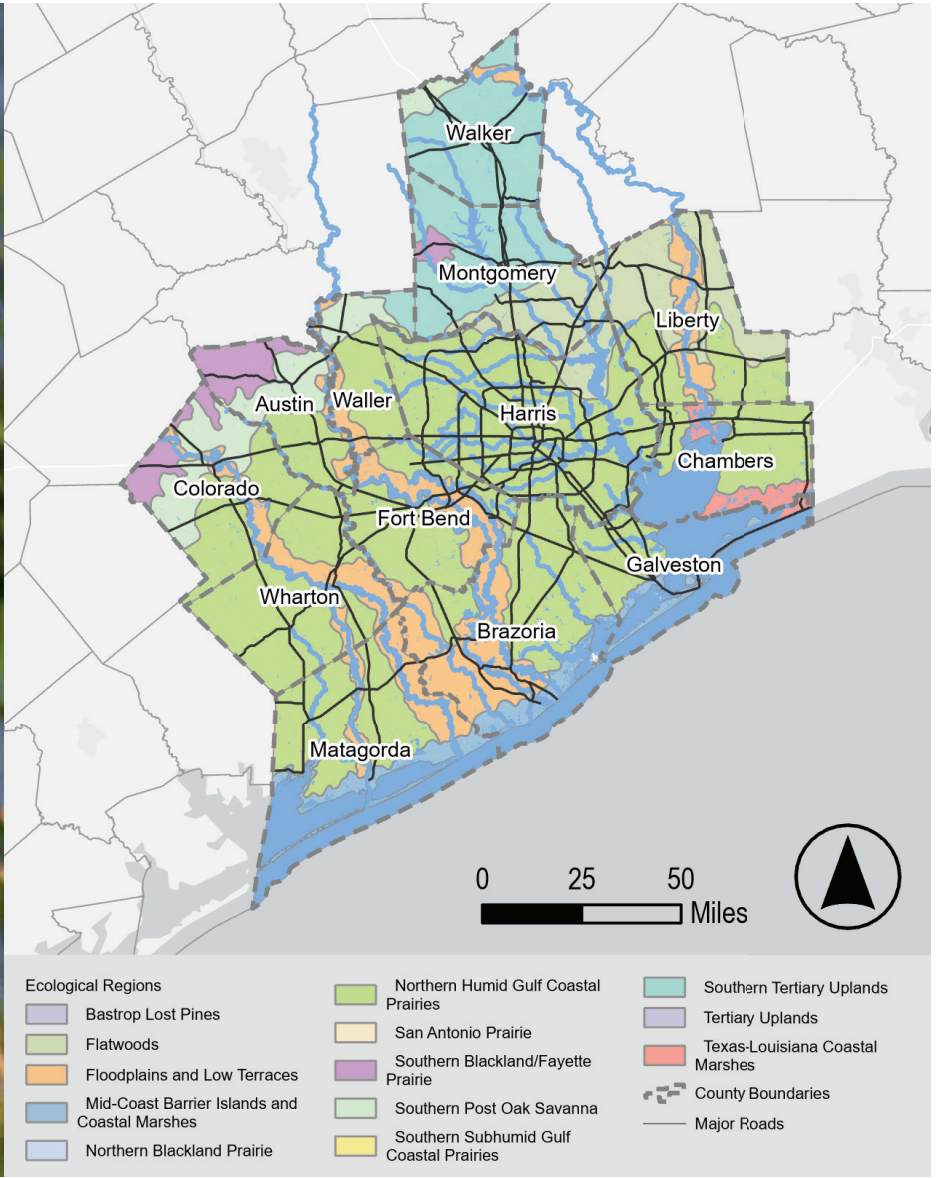 Walker
Montgomery
Liberty
Austin
Waller
Harris
Chambers
Colorado
Fort Bend
Galveston
Wharton
Brazoria
Matagorda
0 25 50
Miles
Ecological Regions
Bastrop Lost Pines
Flatwoods
Floodplains and Low Terraces
Mid-Coast Barrier Islands and
Coastal Marshes
Northern Blackland Prairie
Northern Humid Gulf Coastal
Prairies
San Antonio Prairie
Southern Blackland/Fayette
Prairie
Southern Post Oak Savanna
Southern Subhumid Gulf
Coastal Prairies
Southern Tertiary Uplands
Tertiary Uplands
Texas-Louisiana Coastal
Marshes
County Boundaries
Major Roads